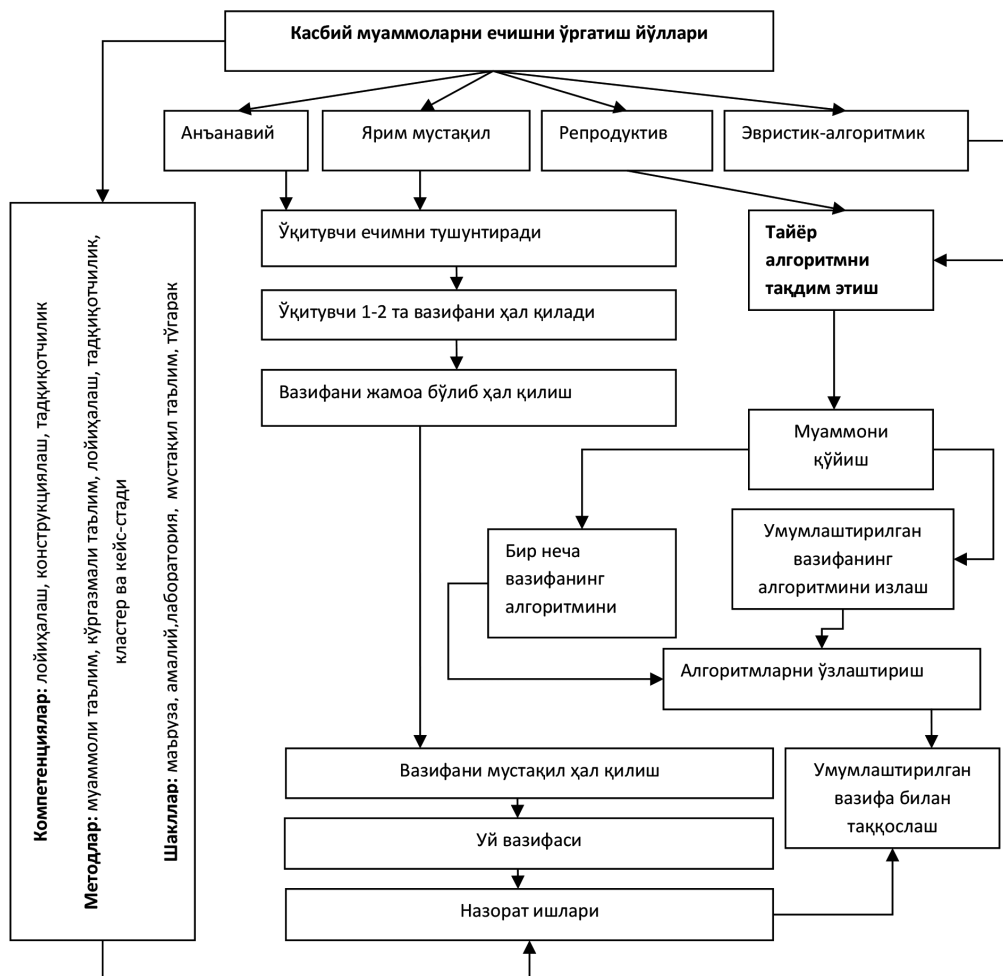 Касбий муаммоларни ечишни ўргатиш йўллари
Анъанавий
Ярим мустақил
Репродуктив
Эвристик-алгоритмик
Компетенциялар: лойиҳалаш, конструкциялаш, тадқиқотчилик
Методлар: муаммоли таълим, кўргазмали таълим, лойиҳалаш, тадқиқотчилик,
кластер ва кейс-стади
Шакллар: маъруза, амалий,лаборатория, мустақил таълим, тўгарак
Ўқитувчи ечимни тушунтиради
Тайёр
алгоритмни
тақдим этиш
Ўқитувчи 1-2 та вазифани ҳал қилади
Вазифани жамоа бўлиб ҳал қилиш
Муаммони
қўйиш
Бир неча
вазифанинг
алгоритмини
Умумлаштирилган
вазифанинг
алгоритмини излаш
Алгоритмларни ўзлаштириш
Вазифани мустақил ҳал қилиш
Умумлаштирилган
вазифа билан
таққослаш
Уй вазифаси
Назорат ишлари